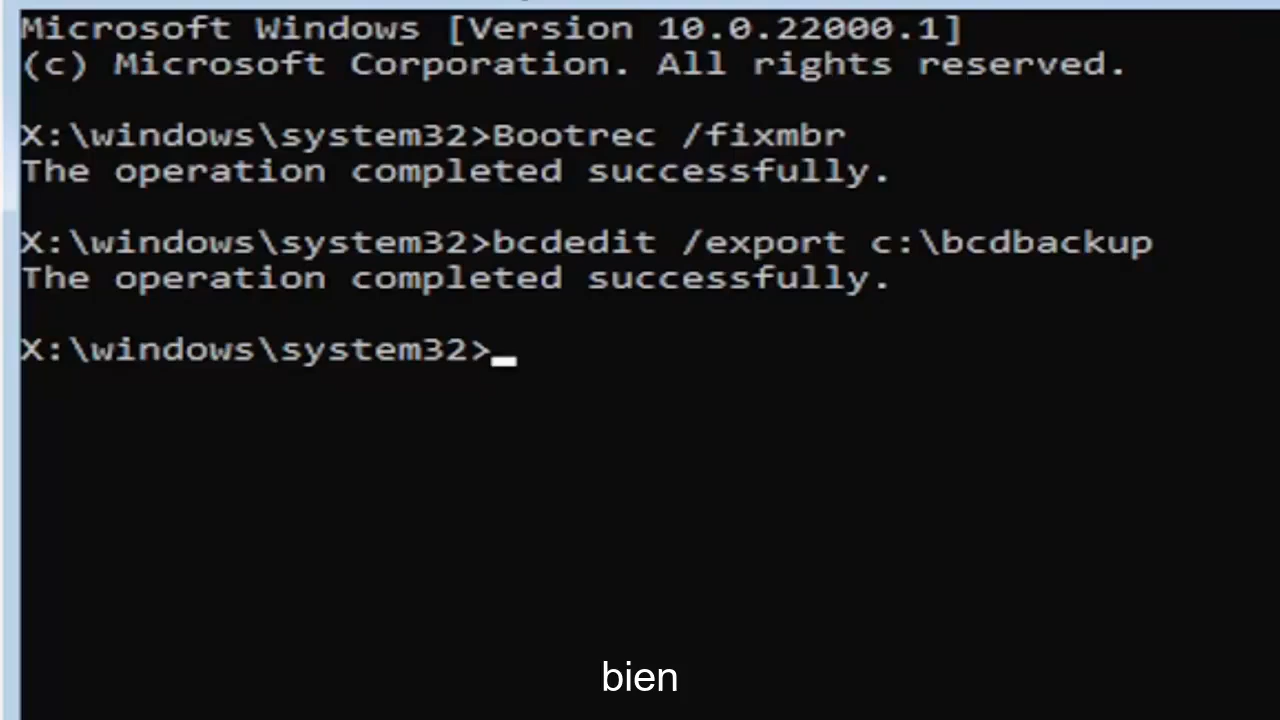 Microsoft Windows [Version 10.0.22000.1]
(c) Microsoft Corporation. All rights reserved.
X:\windows\system32>Bootrec /fixmbr
The operation completed successfully.
X:\windows\system32>bcdedit /export c:\bcdbackup
The operation completed successfully.
X:\windows\system32>
bien